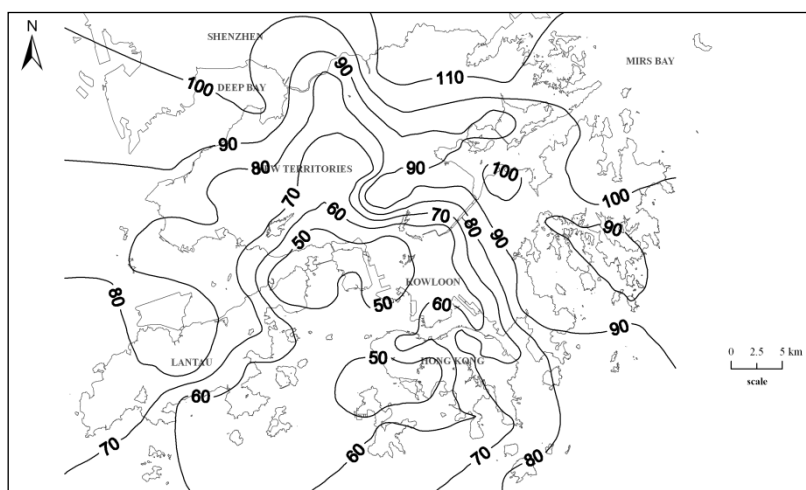 N
SHENZHEN
MIRS BAY
90
110
100
DEEP BAY
90
80
NEW TERRITORIES
90
100
70
100
60
70
80
90
90
50
80
KOWLOON
50
60
90
LANTAU
50
HONG KONG
0 2.5 5 km
scale
60
60
70
70
80